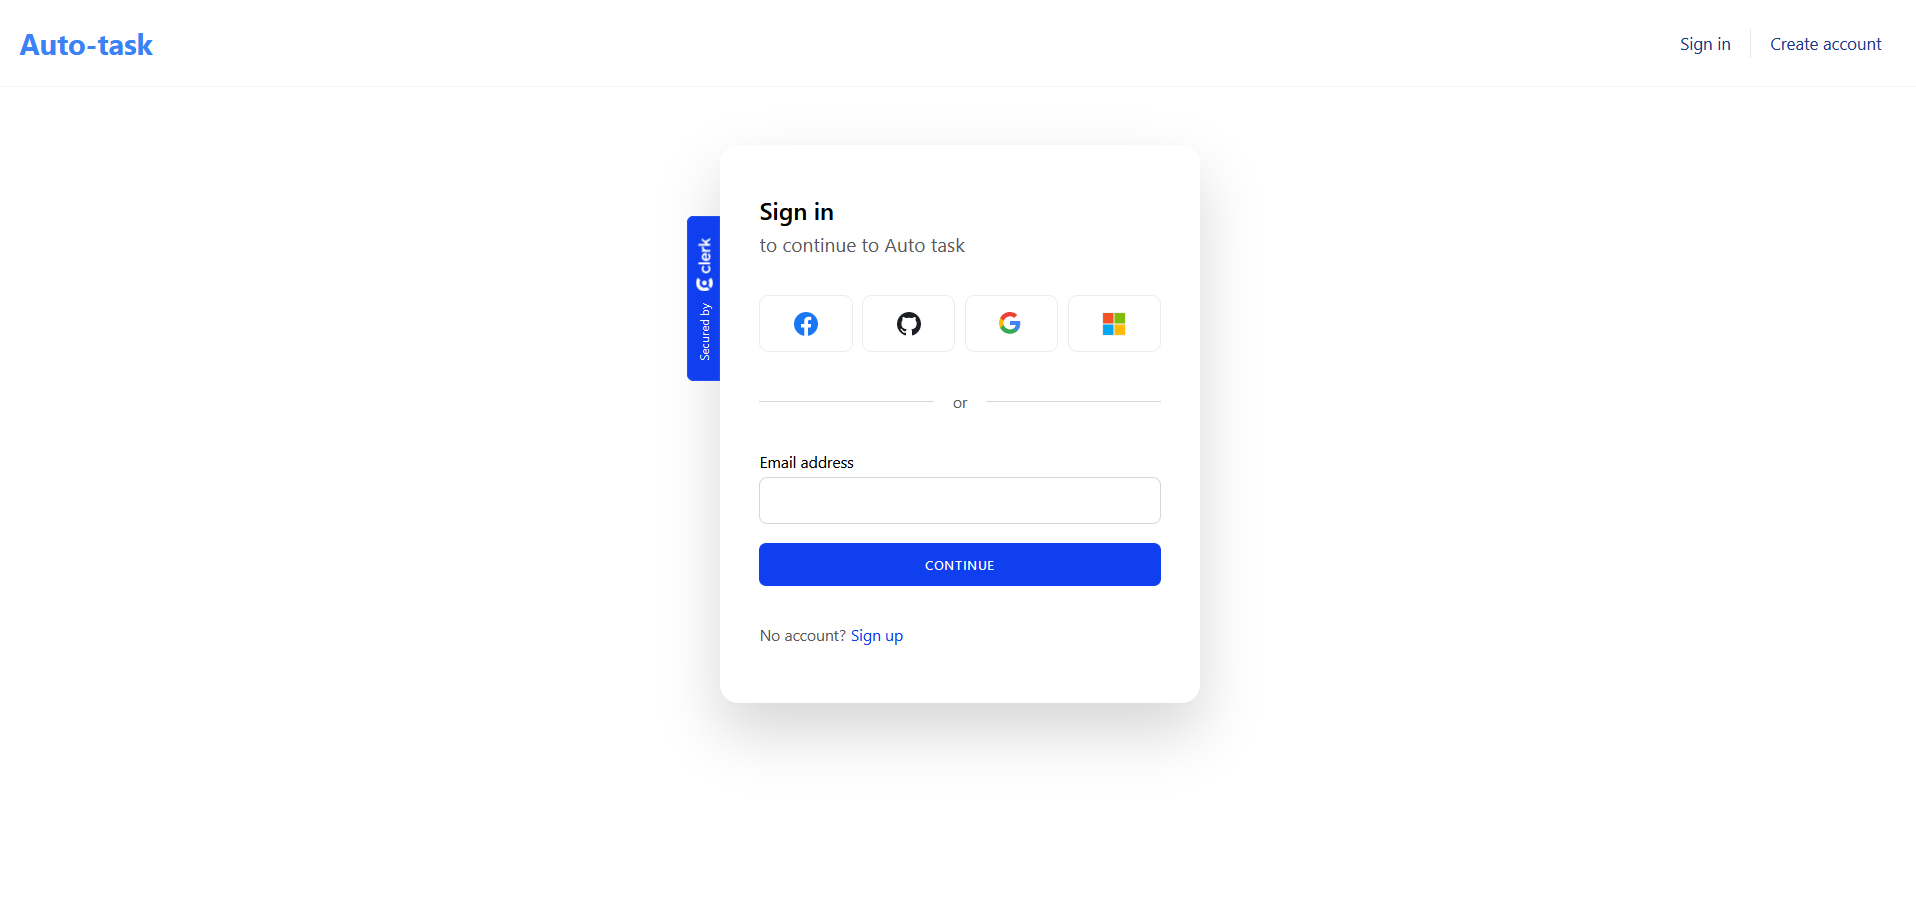 Auto-task
Sign in
Create account
Secured by clerk
Sign in
to continue to Auto task
or
Email address
CONTINUE
No account? Sign up